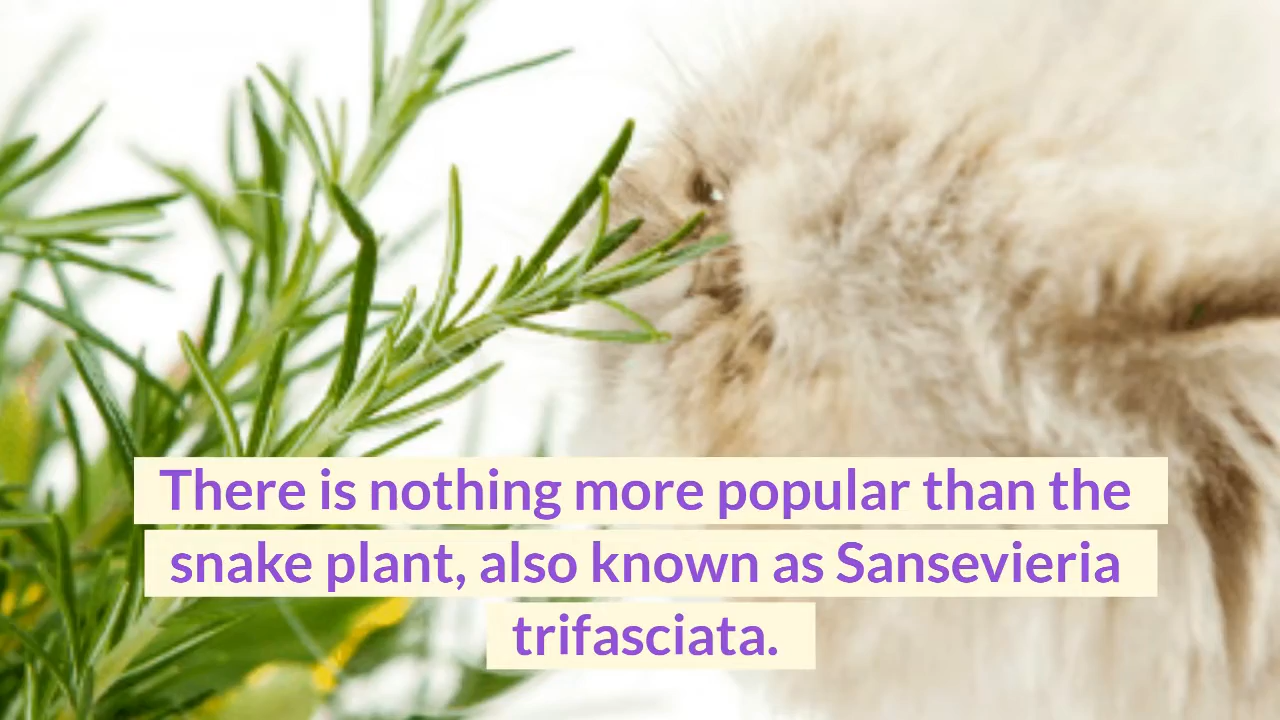 There is nothing more popular than the
snake plant, also known as Sansevieria
trifasciata.